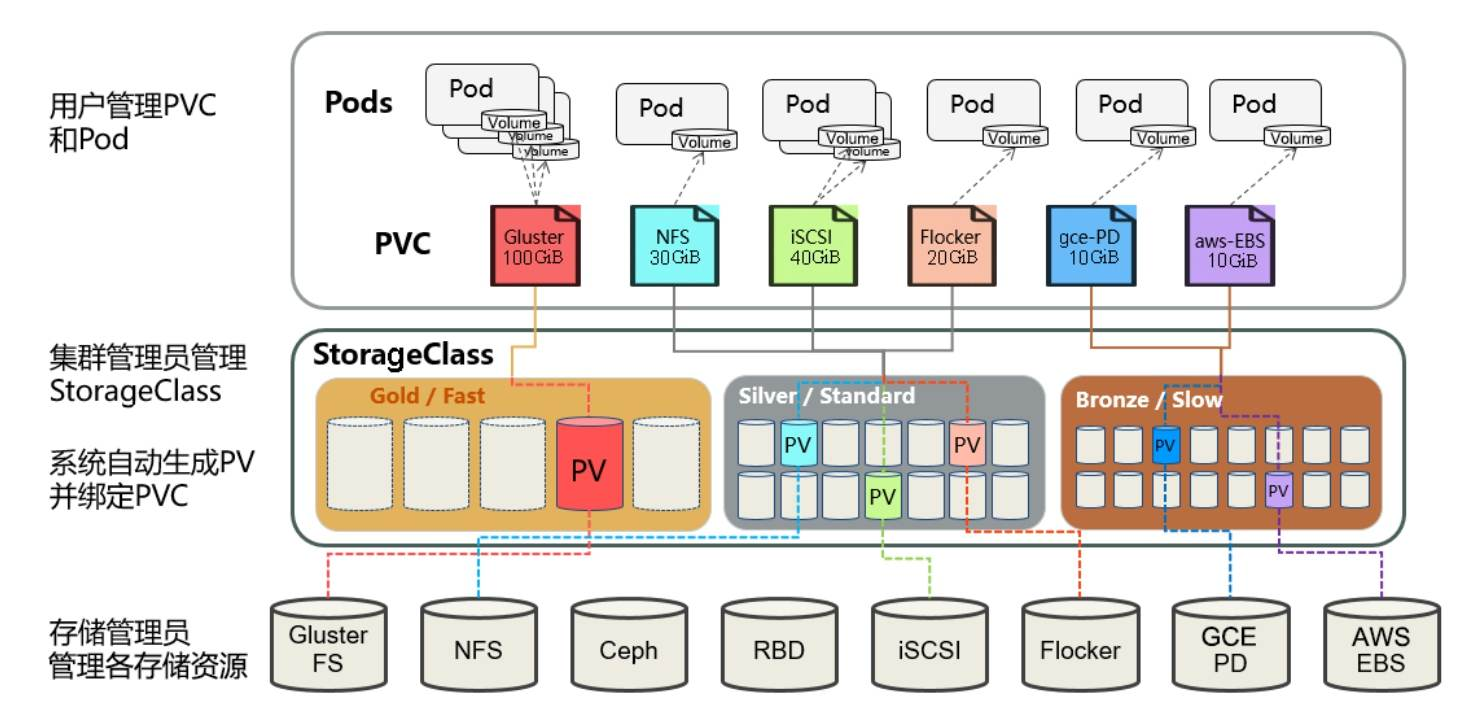 用户管理PVC
和Pod
Pods
Pod
Volume
Volume
Volume
Pod
Volume
Pod
Volume
Volume
Pod
Volume
Pod
Volume
Pod
Volume
PVC
Gluster
100GiB
NFS
30GiB
iSCSI
40GiB
Flocker
20GiB
gce-PD
10GiB
aws-EBS
10GiB
集群管理员管理
StorageClass
StorageClass
Gold / Fast
Silver / Standard
Bronze / Slow
系统自动生成PV
并绑定PVC
PV
PV
PV
PV
PV
PV
存储管理员
管理各存储资源
Gluster
FS
NFS
Ceph
RBD
iSCSI
Flocker
GCE
PD
AWS
EBS